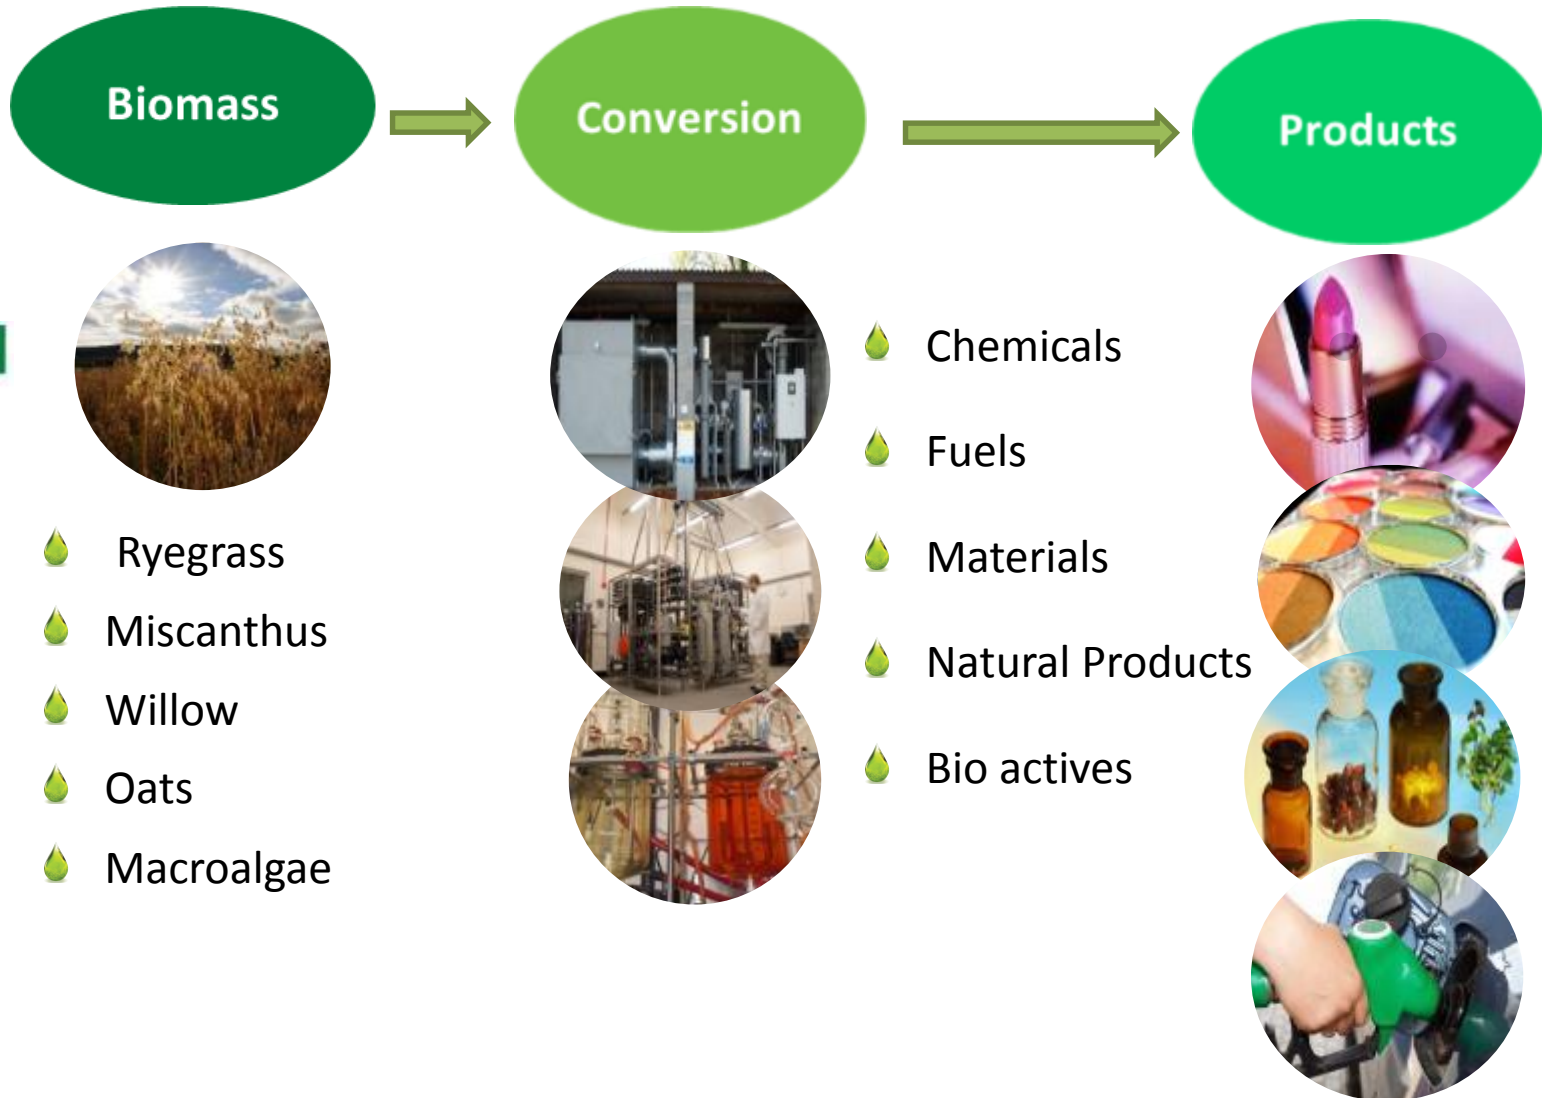 Biomass
Conversion
Products
Ryegrass
Miscanthus
Willow
Oats
Macroalgae
Chemicals
Fuels
Materials
Natural Products
Bio actives